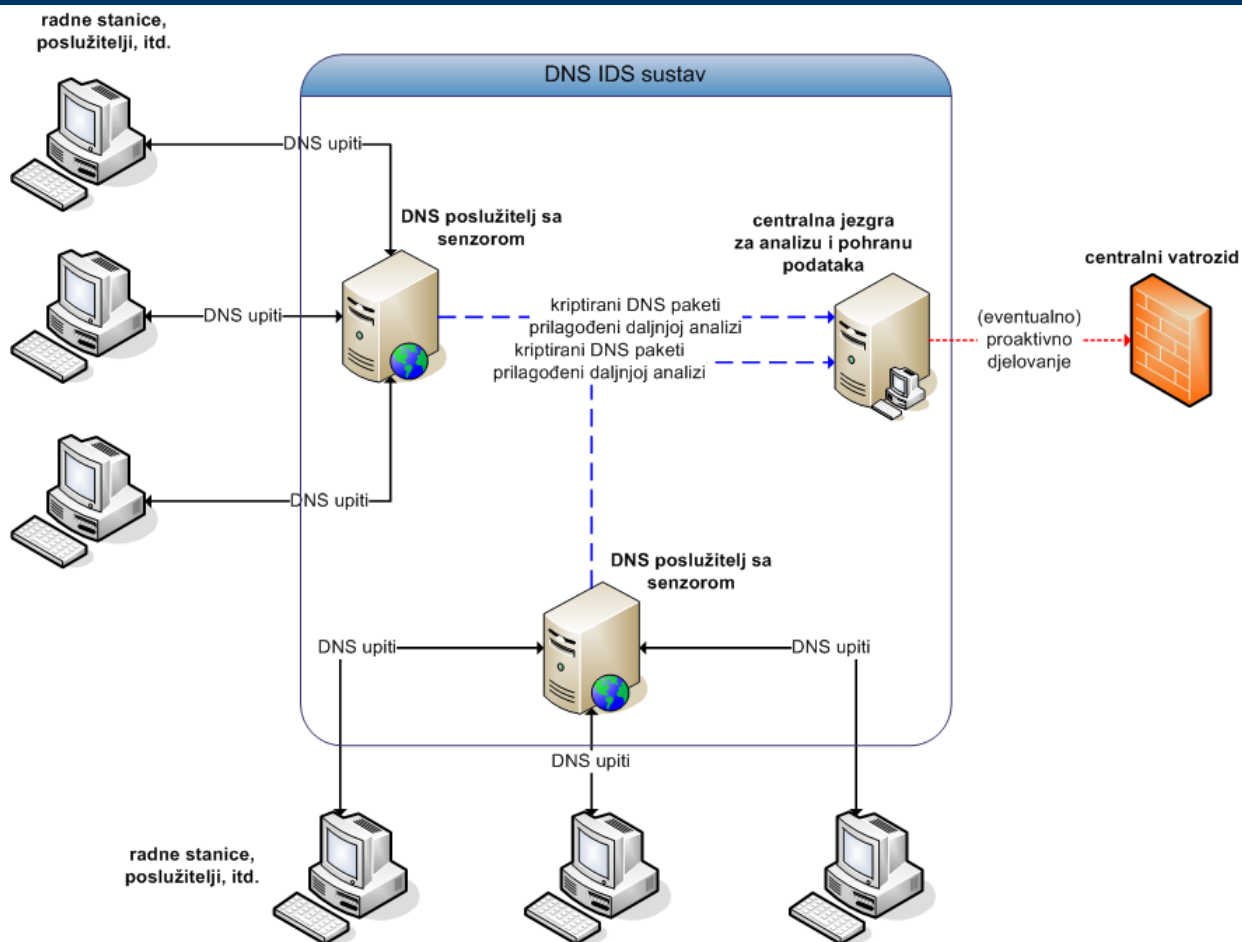 radne stanice,
poslužitelji, itd.
DNS IDS sustav
DNS upiti
DNS poslužitelj sa
senzorom
centralna jezgra
za analizu i pohranu
podataka
centralni vatrozid
DNS upiti
kriptirani DNS paketi
prilagođeni daljnjoj analizi
kriptirani DNS paketi
prilagođeni daljnjoj analizi
(eventualno)
proaktivno
djelovanje
DNS upiti
DNS poslužitelj sa
senzorom
DNS upiti
DNS upiti
DNS upiti
radne stanice,
poslužitelji, itd.